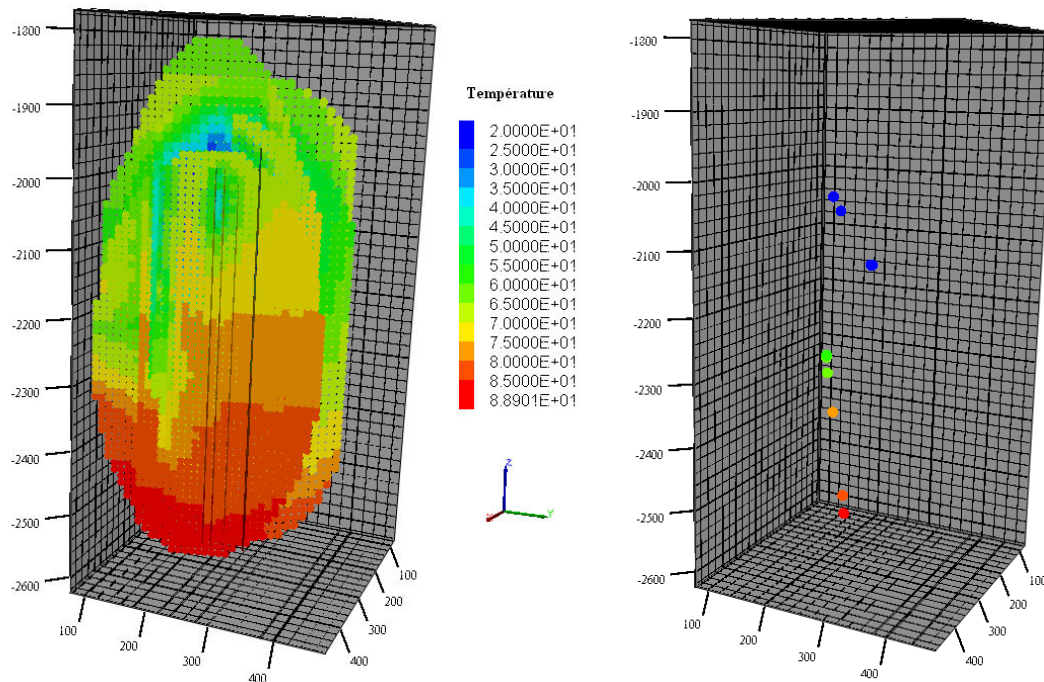 -1800
-1900
-2000
-2100
-2200
-2300
-2400
-2500
-2600
100
200
300
400
100
200
300
400
Température
2.0000E+01
2.5000E+01
3.0000E+01
3.5000E+01
4.0000E+01
4.5000E+01
5.0000E+01
5.5000E+01
6.0000E+01
6.5000E+01
7.0000E+01
7.5000E+01
8.0000E+01
8.5000E+01
8.8901E+01
Z
Y
-1800
-1900
-2000
-2100
-2200
-2300
-2400
-2500
-2600
100
200
300
400
100
200
300
400